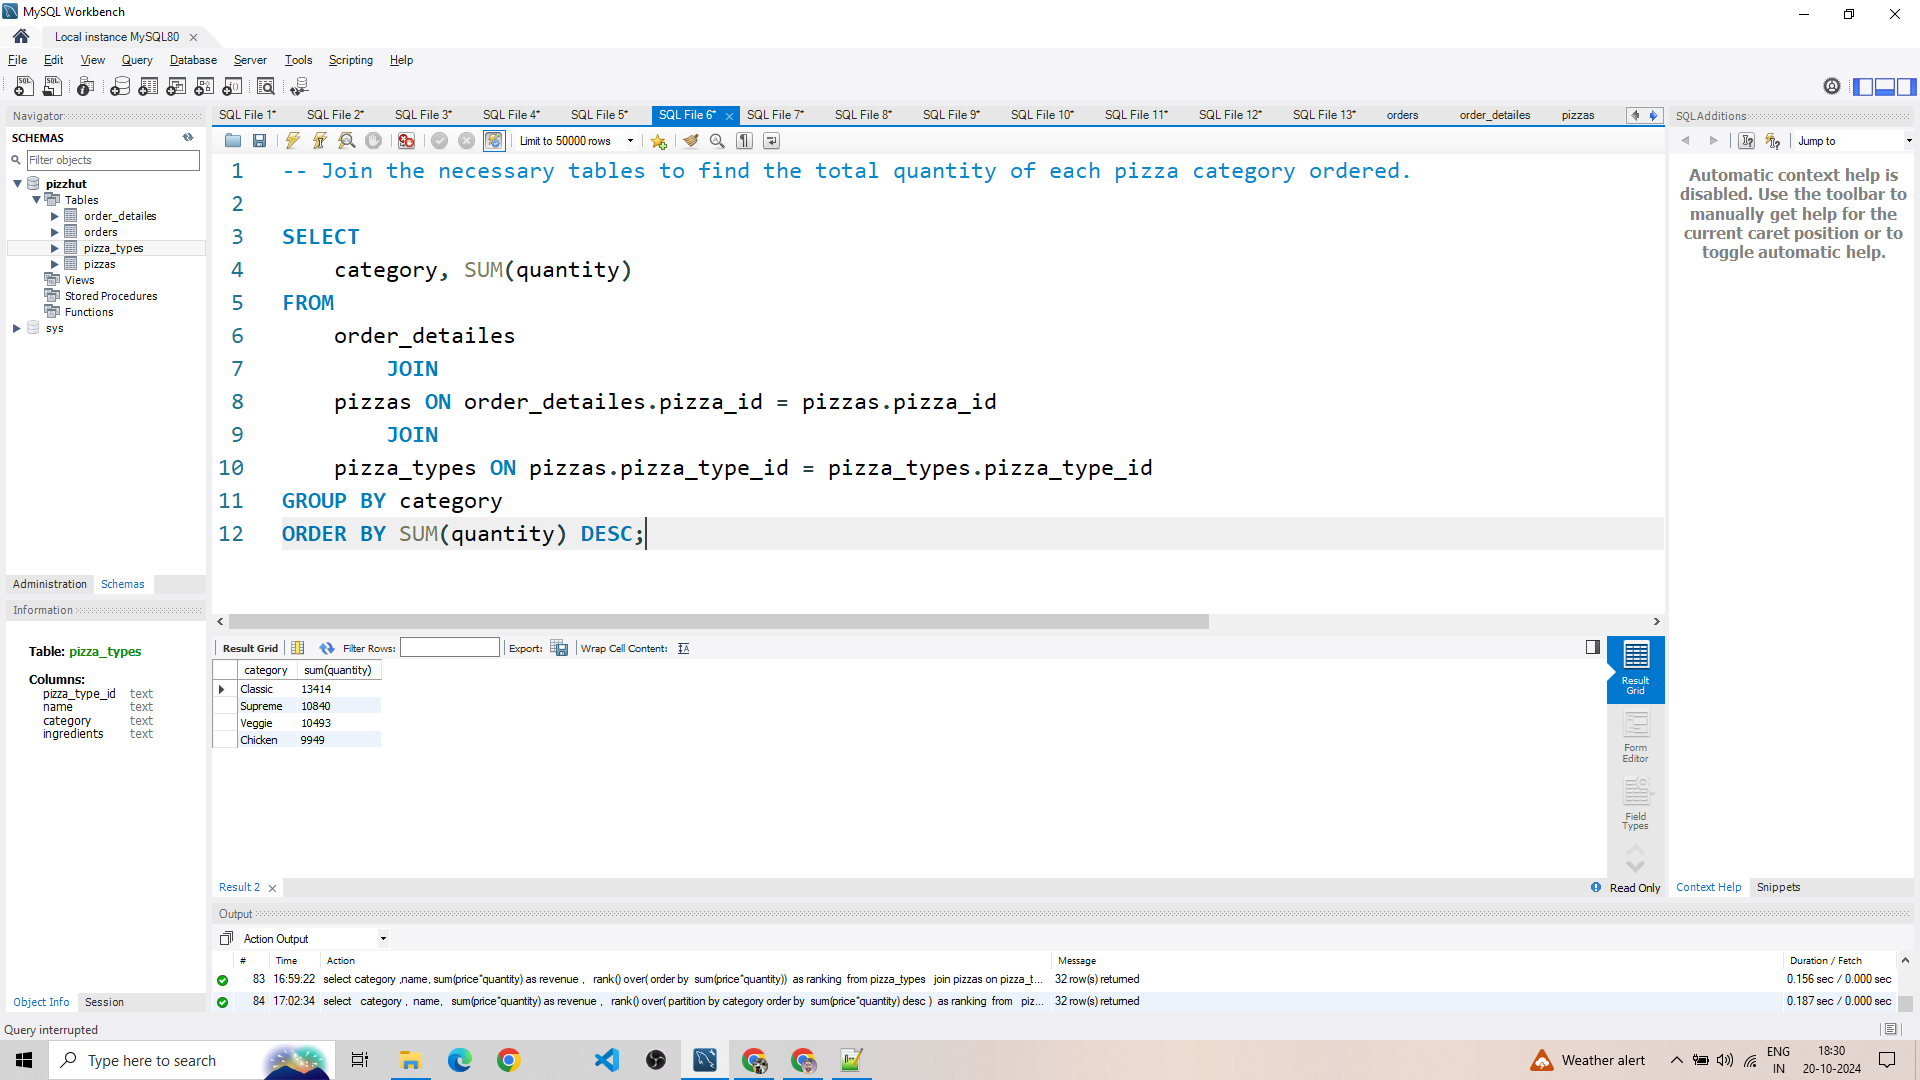 MySQL Workbench
Local instance MySQL80
File Edit View Query Database Server Tools Scripting Help
Navigator
SCHEMAS
Filter objects
pizzhut
Tables
order_detailes
orders
pizza_types
pizzas
Views
Stored Procedures
Functions
sys
Administration Schemas
Information
Table: pizza_types
Columns:
pizza_type_id text
name text
category text
ingredients text
Object Info Session
SQL File 1* SQL File 2* SQL File 3* SQL File 4* SQL File 5* SQL File 6* SQL File 7* SQL File 8* SQL File 9* SQL File 10* SQL File 11* SQL File 12* SQL File 13* orders order_detailes pizzas
Limit to 50000 rows
1 -- Join the necessary tables to find the total quantity of each pizza category ordered.
2
3 SELECT
4 category, SUM(quantity)
5 FROM
6 order_detailes
7 JOIN
8 pizzas ON order_detailes.pizza_id = pizzas.pizza_id
9 JOIN
10 pizza_types ON pizzas.pizza_type_id = pizza_types.pizza_type_id
11 GROUP BY category
12 ORDER BY SUM(quantity) DESC;
Result Grid Filter Rows: Export: Wrap Cell Content:
category sum(quantity)
Classic 13414
Supreme 10840
Veggie 10493
Chicken 9949
Result Grid
Form Editor
Field Types
Result 2
Read Only
SQLAdditions
Jump to
Automatic context help is
disabled. Use the toolbar to
manually get help for the
current caret position or to
toggle automatic help.
Context Help Snippets
Output
Action Output
# Time Action Message Duration / Fetch
83 16:59:22 select category ,name, sum(price*quantity) as revenue , rank() over( order by sum(price*quantity)) as ranking from pizza_types join pizzas on pizza_t... 32 row(s) returned 0.156 sec / 0.000 sec
84 17:02:34 select category , name, sum(price*quantity) as revenue , rank() over( partition by category order by sum(price*quantity) desc ) as ranking from piz... 32 row(s) returned 0.187 sec / 0.000 sec
Query interrupted
Type here to search
Weather alert
ENG
IN
18:30
20-10-2024